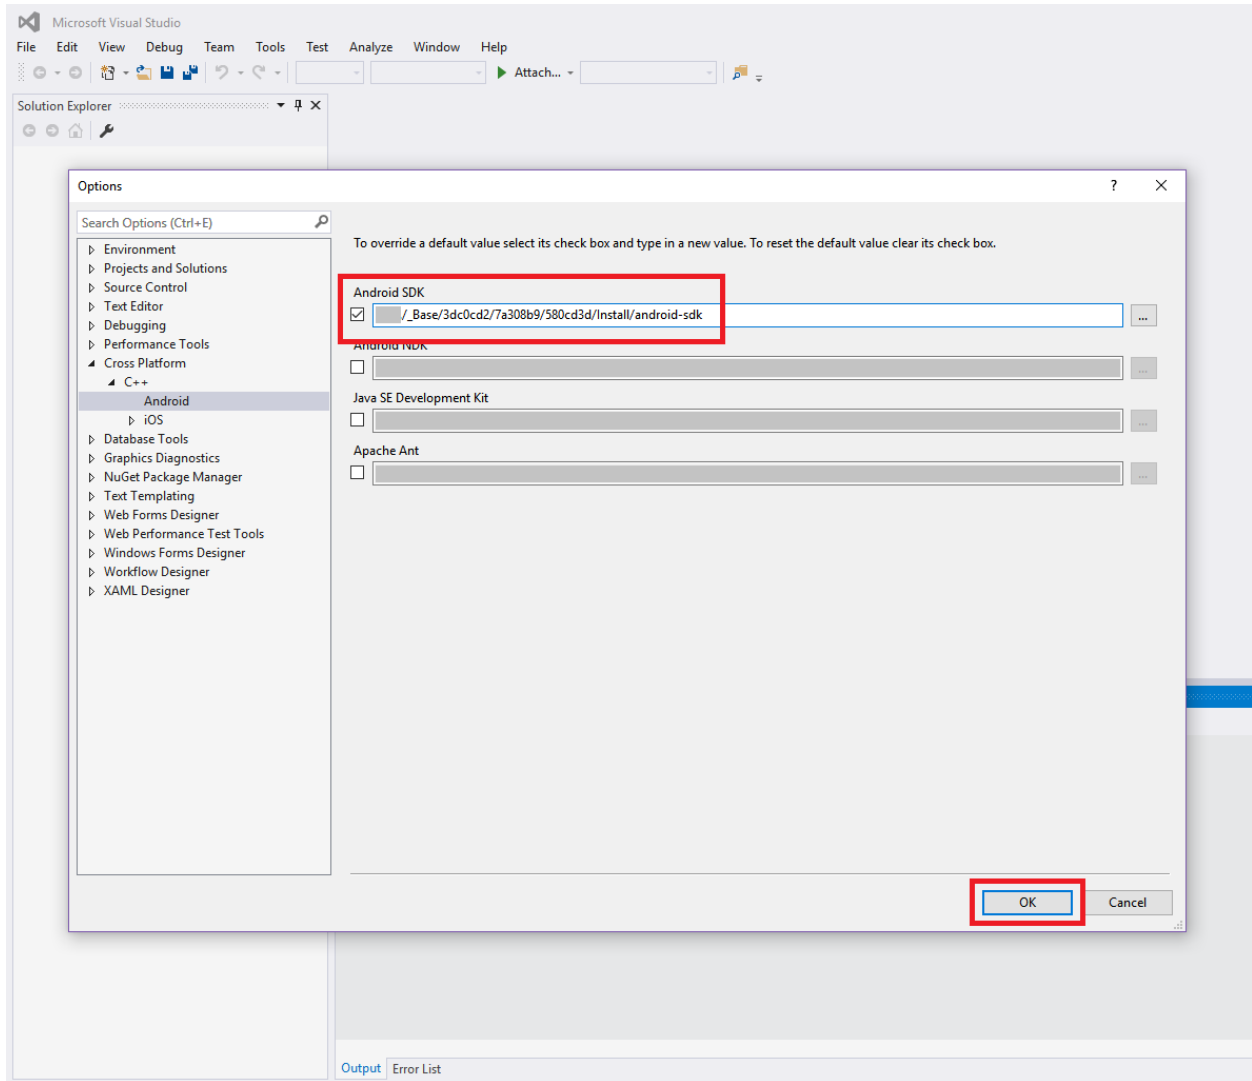 Microsoft Visual Studio
File Edit View Debug Team Tools Test Analyze Window Help
Attach...
Solution Explorer
Options
?
Search Options (Ctrl+E)
Environment
Projects and Solutions
Source Control
Text Editor
Debugging
Performance Tools
Cross Platform
C++
Android
iOS
Database Tools
Graphics Diagnostics
NuGet Package Manager
Text Templating
Web Forms Designer
Web Performance Test Tools
Windows Forms Designer
Workflow Designer
XAML Designer
To override a default value select its check box and type in a new value. To reset the default value clear its check box.
Android SDK
/_Base/3dc0cd2/7a308b9/580cd3d/Install/android-sdk
...
Android NDK
...
Java SE Development Kit
...
Apache Ant
...
OK Cancel
Output Error List